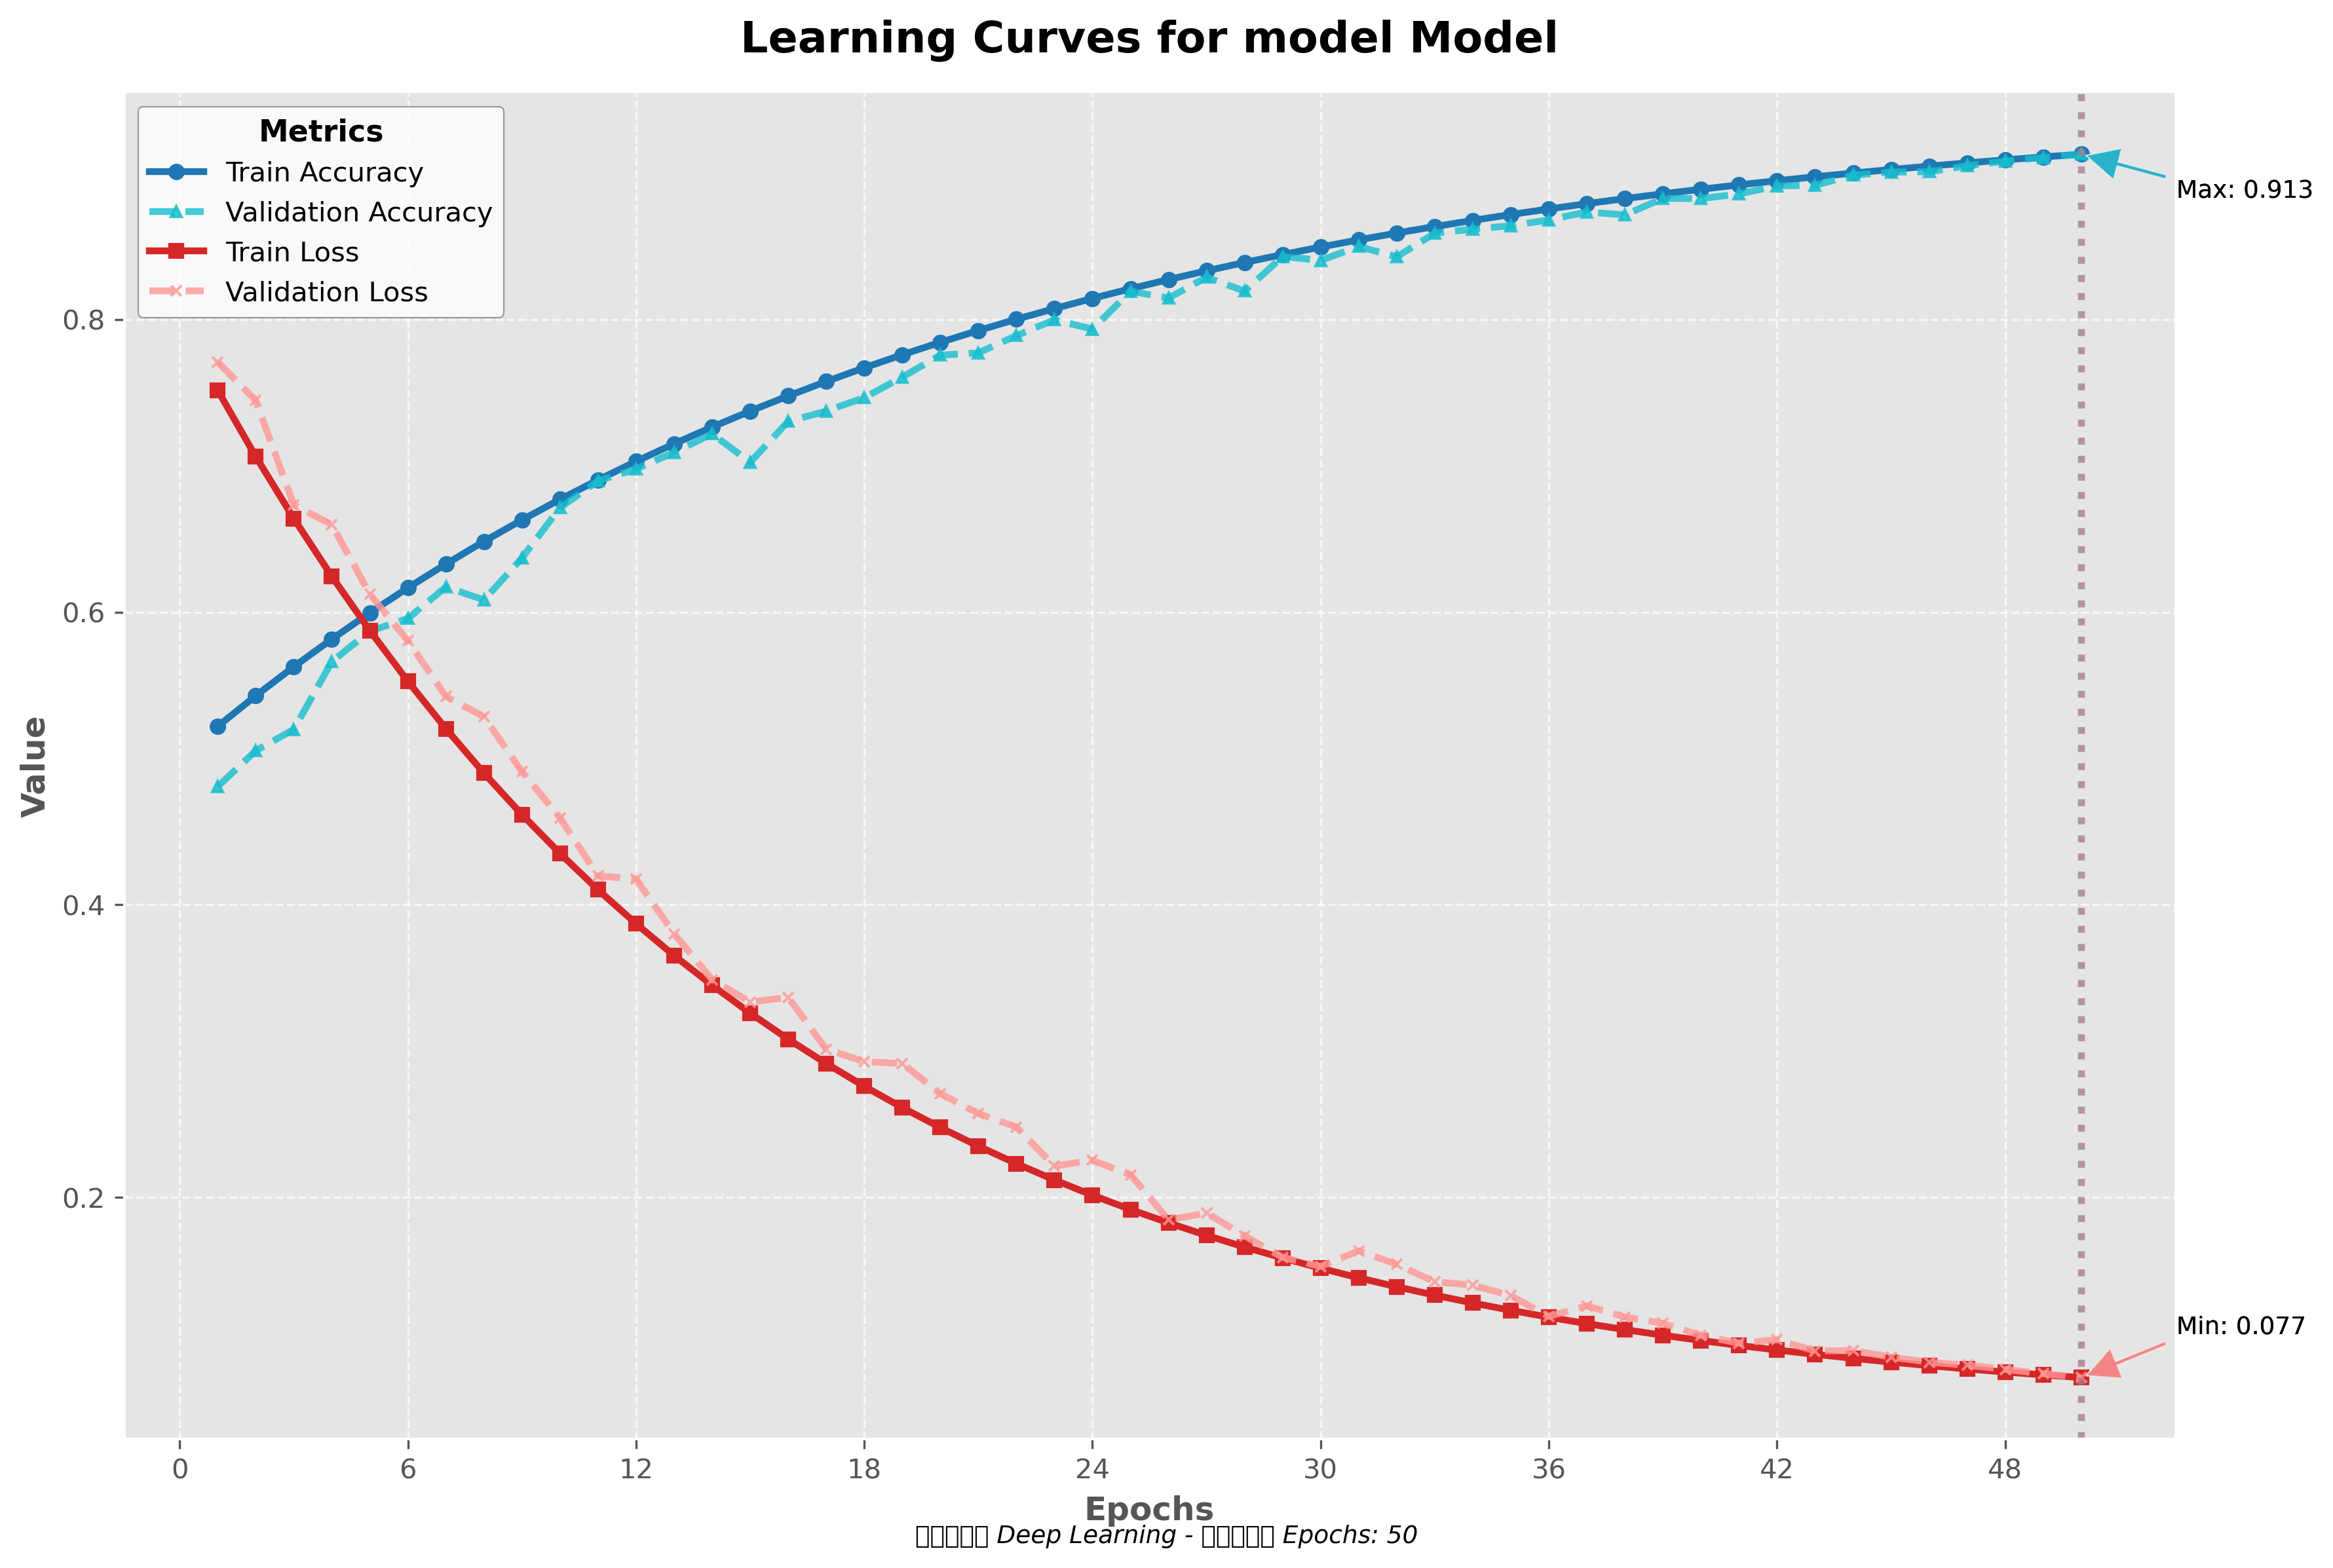 Learning Curves for model Model
Metrics
Train Accuracy
Validation Accuracy
Train Loss
Validation Loss
Max: 0.913
Min: 0.077
Value
0.8
0.6
0.4
0.2
0 6 12 18 24 30 36 42 48
Epochs
Deep Learning - Epochs: 50